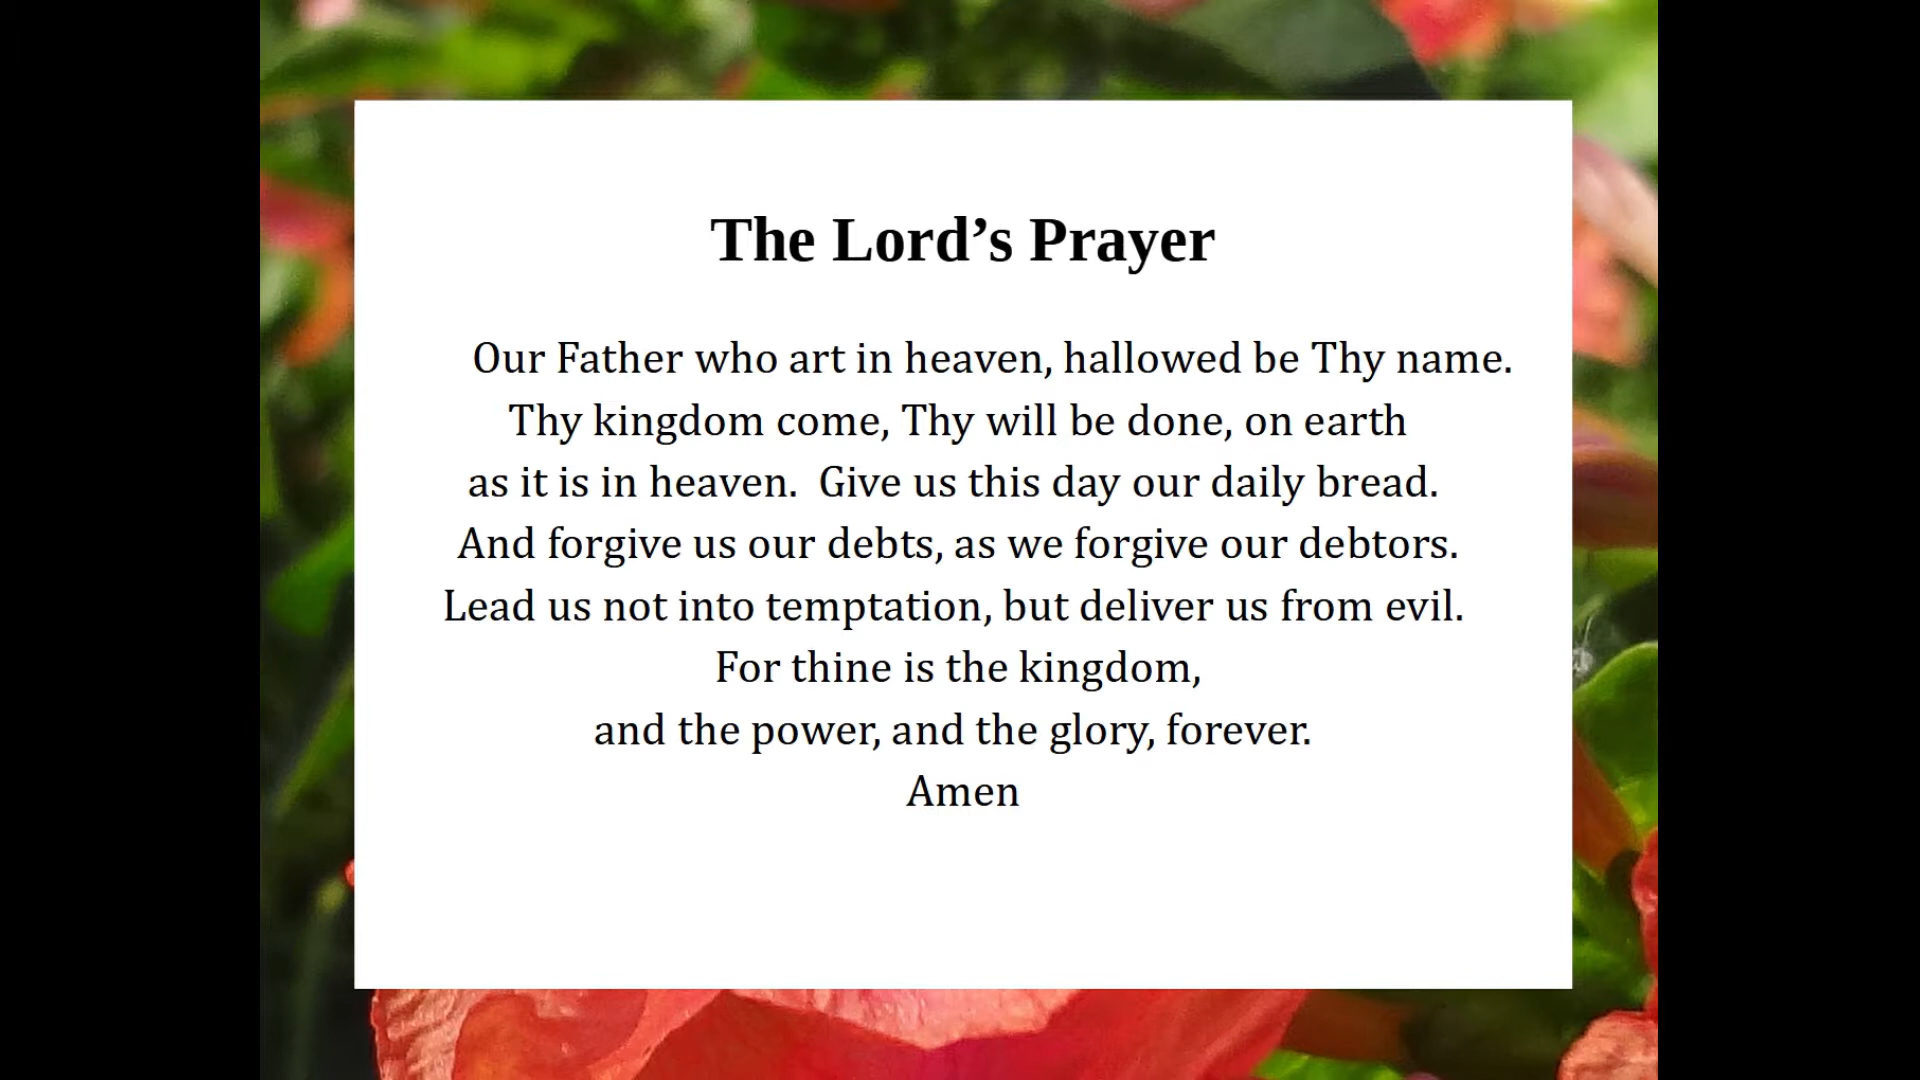 The Lord’s Prayer
Our Father who art in heaven, hallowed be Thy name.
Thy kingdom come, Thy will be done, on earth
as it is in heaven.  Give us this day our daily bread.
And forgive us our debts, as we forgive our debtors.
Lead us not into temptation, but deliver us from evil.
For thine is the kingdom,
and the power, and the glory, forever.
Amen